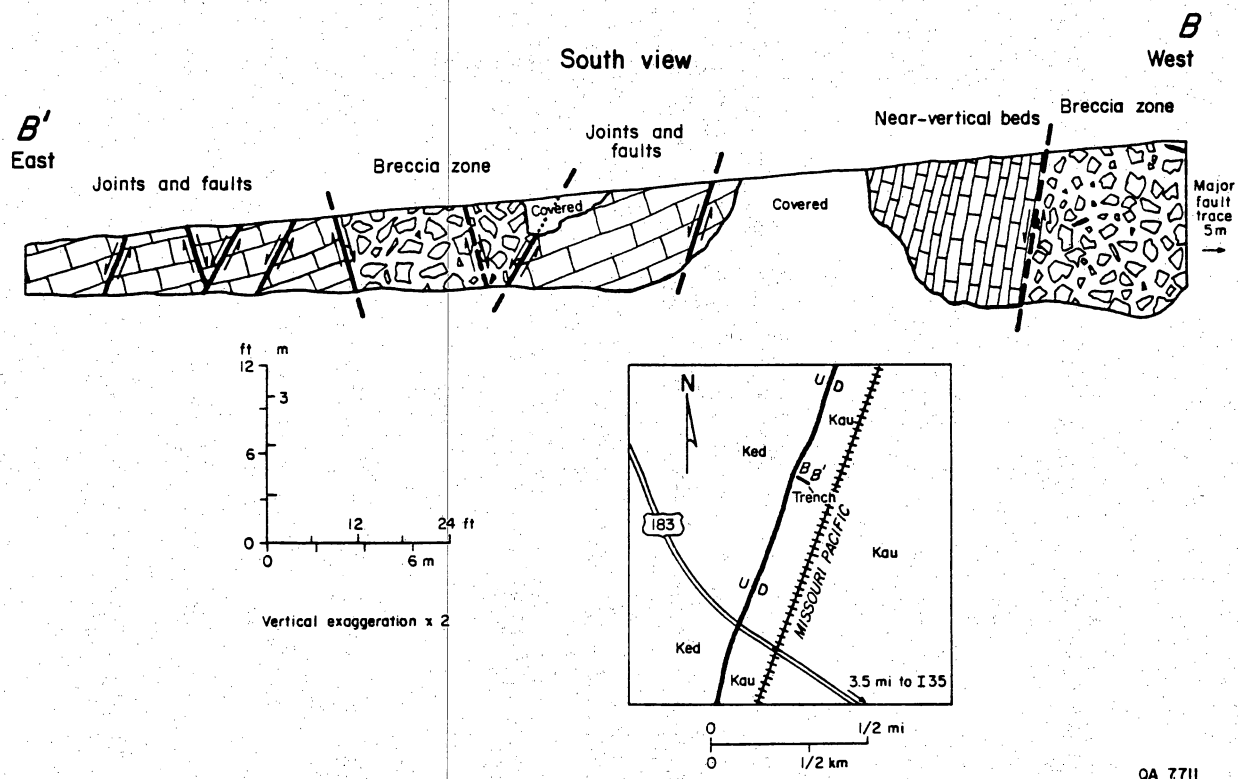 B
West
South view
B'
East
Joints and faults
Breccia zone
Joints and
faults
Near-vertical beds
Breccia zone
Covered
Covered
Major
fault
trace
5 m
ft m
12
3
6
0
12
24 ft
0
6 m
Vertical exaggeration x 2
N
U D
Kau
Ked
B B'
Trench
183
MISSOURI PACIFIC
Kau
U D
Ked
Kau
3.5 mi to I 35
0
1/2 mi
0
1/2 km
QA 7711